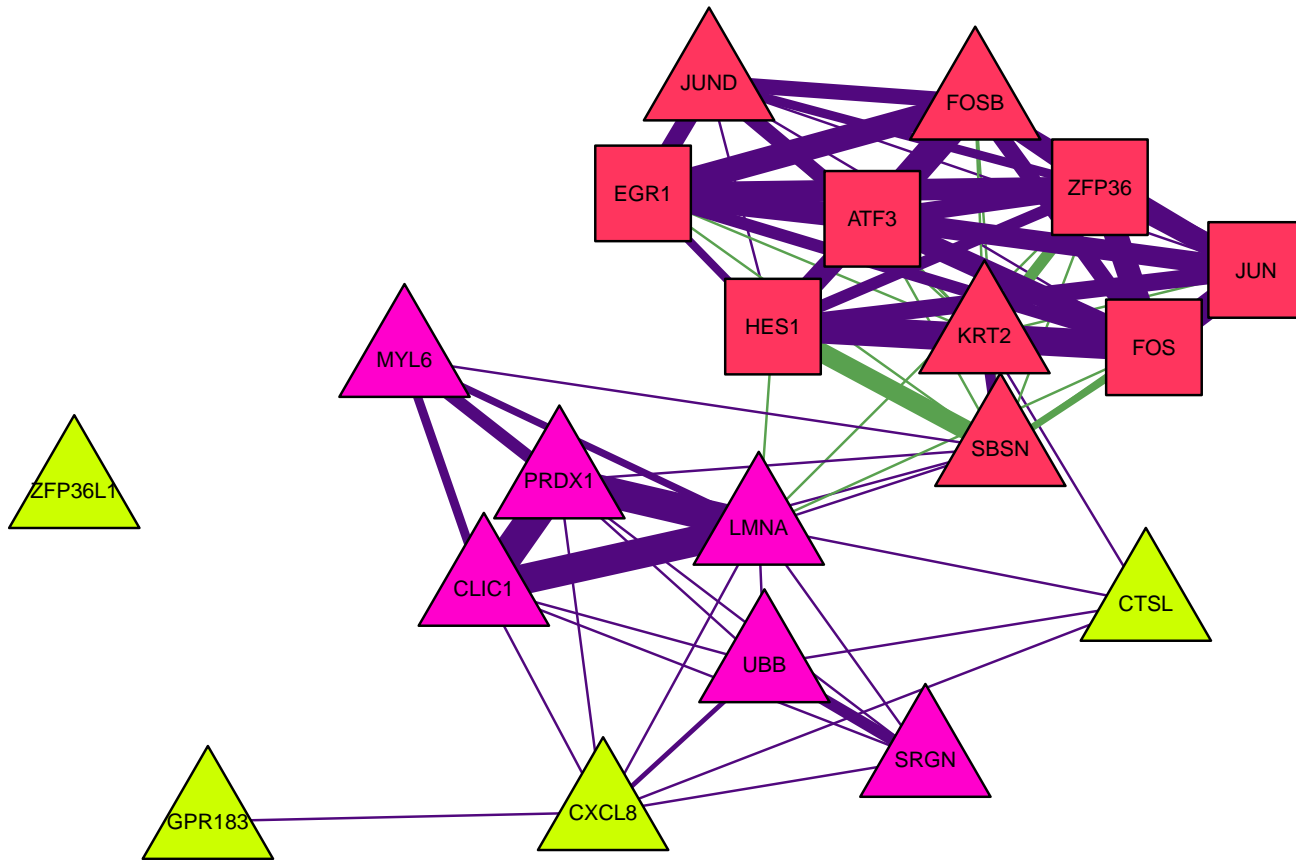 JUND
FOSB
EGR1
ZFP36
ATF3
JUN
HES1
KRT2
FOS
MYL6
SBSN
PRDX1
ZFP36L1
LMNA
CLIC1
CTSL
UBB
SRGN
CXCL8
GPR183